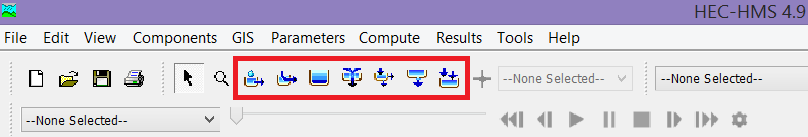 HEC-HMS 4.9
File Edit View Components GIS Parameters Compute Results Tools Help
--None Selected-- --None Selected--
--None Selected--